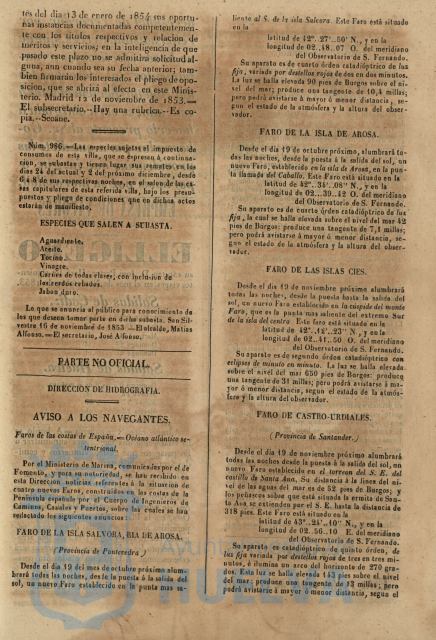 tes del dia 13 de enero de 1854 sus oportu-
nas instancias documentadas competentemen-
te con los titulos respectivos y relacion de
méritos y servicios; en la inteligencia de que
pasado este plazo no se admitirá solicitud al-
guna, aun cuando sea su fecha anterior; tam-
bien firmarán los interesados el pliego de opo-
sicion, que se abrirá al efecto en este Minis-
terio. Madrid 12 de noviembre de 1853.—
El subsecretario.—Hay una rubrica.—Es co-
pia.—Seoane.
Núm. 986.—Las especies sujetas al impuesto de
consumos de esta villa, que se espresan á continua-
cion, se subastan y tienen lugar sus remates, en los
dias 24 del actual y 2 del próximo diciembre, desde
6 á 8 de sus respectivas noches, en el salon de las ca-
sas capitulares de esta referida villa, bajo los presu-
puestos y pliego de condiciones que en dichos actos
estarán de manifiesto.
ESPECIES QUE SALEN A SUBASTA.
Aguardiente.
Aceite.
Tocino.
Vinagre.
Carnes de todas clases, con inclusion de
los cerdos cebados.
Jabon duro.
Lo que se anuncia al público para conocimiento de
los que deseen tomar parte en dicha subasta. San Sil-
vestre 16 de noviembre de 1853.—El alcalde, Matias
Alfonso.—El secretario, José Alfonso.
PARTE NO OFICIAL.
DIRECCION DE HIDROGRAFIA.
AVISO A LOS NAVEGANTES.
Faros de las costas de España.—Océano atlántico se-
tentrional.
Por el Ministerio de Marina, comunicadas por el de
Fomento, y para su notoriedad, se han recibido en
esta Direccion noticias referentes á la situacion de
cuatro nuevos Faros, construidos en las costas de la
Peninsula española por el Cuerpo de Ingenieros de
Caminos, Canales y Puertos, sobre las cuales se han
redactado los siguientes anuncios:
FARO DE LA ISLA SALVORA, RIA DE AROSA.
(Provincia de Pontevedra)
Desde el dia 19 del mes de octubre próximo alum-
brará todas las noches, desde la puesta á la salida del
sol, un nuevo Faro establecido en la punta mas sa-
liente al S. de la isla Salvora. Este Faro está situado
en la
latitud de 42°..27'..50'' N., y en la
longitud de 02..48..07 O. del meridiano
del Observatorio de S. Fernando.
Su aparato es de cuarto órden catadióptrico de luz
fija, variada por destellos rojos de dos en dos minutos.
La luz se halla elevada 90 pies de Burgos sobre el ni-
vel del mar; produce una tangente de 10,4 millas;
pero podrá avistarse á mayor ó menor distancia, se-
gun el estado de la atmósfera y la altura del obser-
vador.
FARO DE LA ISLA DE AROSA.
Desde el dia 19 de octubre próximo, alumbrará to-
das las noches, desde la puesta á la salida del sol, un
nuevo Faro, establecido en la isla de Arosa, en la pun-
ta llamada del Caballo. Este Faro está situado en la
latitud de 42°..34'..08'' N., y en la
longitud de 02..39..42 O. del meridiano
del Observatorio de S. Fernando.
Su aparato es de cuarto órden catadióptrico de luz
fija, la cual se halla elevada sobre el nivel del mar 42
pies de Burgos: produce una tangente de 7,1 millas;
pero podrá avistarse á mayor ó menor distancia, se-
gun el estado de la atmósfera y la altura del obser-
vador.
FARO DE LAS ISLAS CIES.
Desde el dia 19 de noviembre próximo alumbrará
todas las noches, desde la puesta hasta la salida del
sol, un nuevo Faro establecido en la cúspide del monte
Faro, que es la punta mas saliente del estremo Sur
de la isla del centro. Este faro está situado en la
latitud de 42°..12'..23'' N., y en la
longitud de 02..41..50 O. del meridiano
del Observatorio de S. Fernando.
Su aparato es de segundo órden catadióptrico con
eclipses de minuto en minuto. La luz se halla elevada
sobre el nivel del mar 650 pies de Burgos: produce
una tangente de 31 millas; pero podrá avistarse á ma-
yor ó menor distancia, segun el estado de la atmós-
fera y la altura del observador.
FARO DE CASTRO-URDIALES.
(Provincia de Santander.)
Desde el dia 19 de noviembre próximo alumbrará
todas las noches desde la puesta á la salida del sol, un
nuevo Faro establecido en el torreon del S. E. del
castillo de Santa Ana, Su distancia á la línea del ni-
vel de las aguas del mar es de 52 pies de Burgos; y
los peñascos sobre que está situada la ermita de San-
ta Ana se estienden por el S. E. hasta la distancia de
318 pies. Este Faro está situado en la
latitud de 43°..24'..40'' N., y en la
longitud de 02..56..10 E. del meridiano
del Observatorio de S. Fernando.
Su aparato es catadióptrico de quinto órden, de
luz fija variada por destellos rojos de tres en tres mi-
nutos, é ilumina un arco del horizonte de 270 gra-
dos. Esta luz se halla elevada 143 pies sobre el nivel
del mar; produce una tangente de 13 millas; pero
podrá avistarse á mayor ó menor distancia, segun el